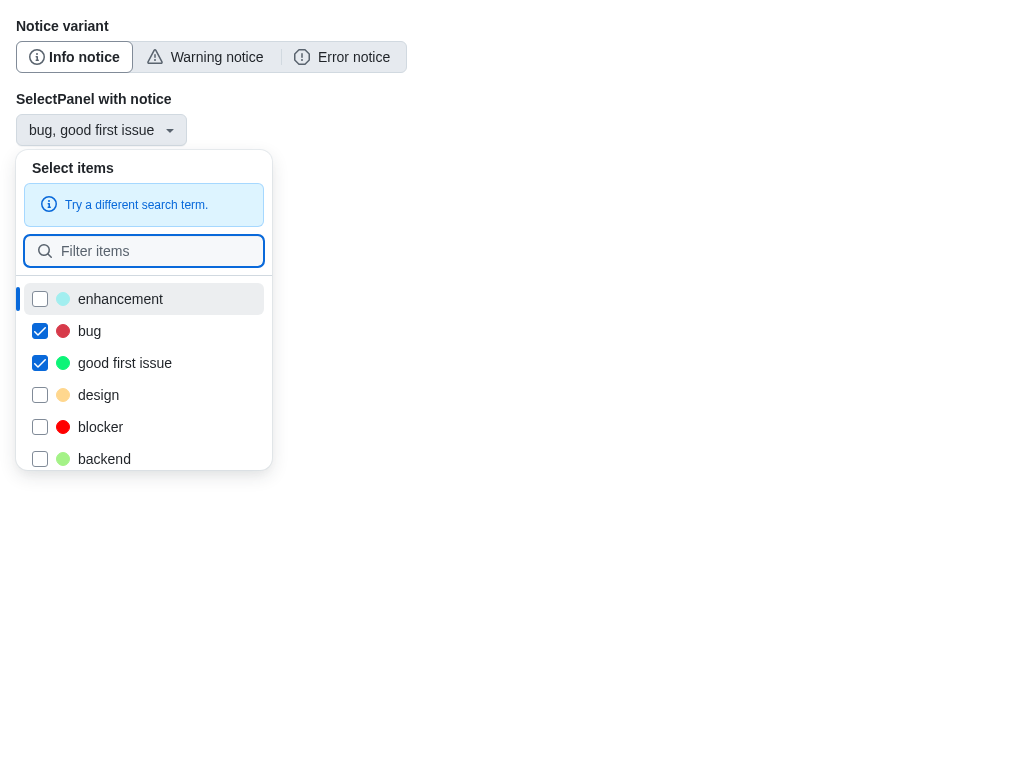 Notice variant
Info notice
Warning notice
Error notice
SelectPanel with notice
bug, good first issue
Select items
Try a different search term.
Filter items
enhancement
bug
good first issue
design
blocker
backend